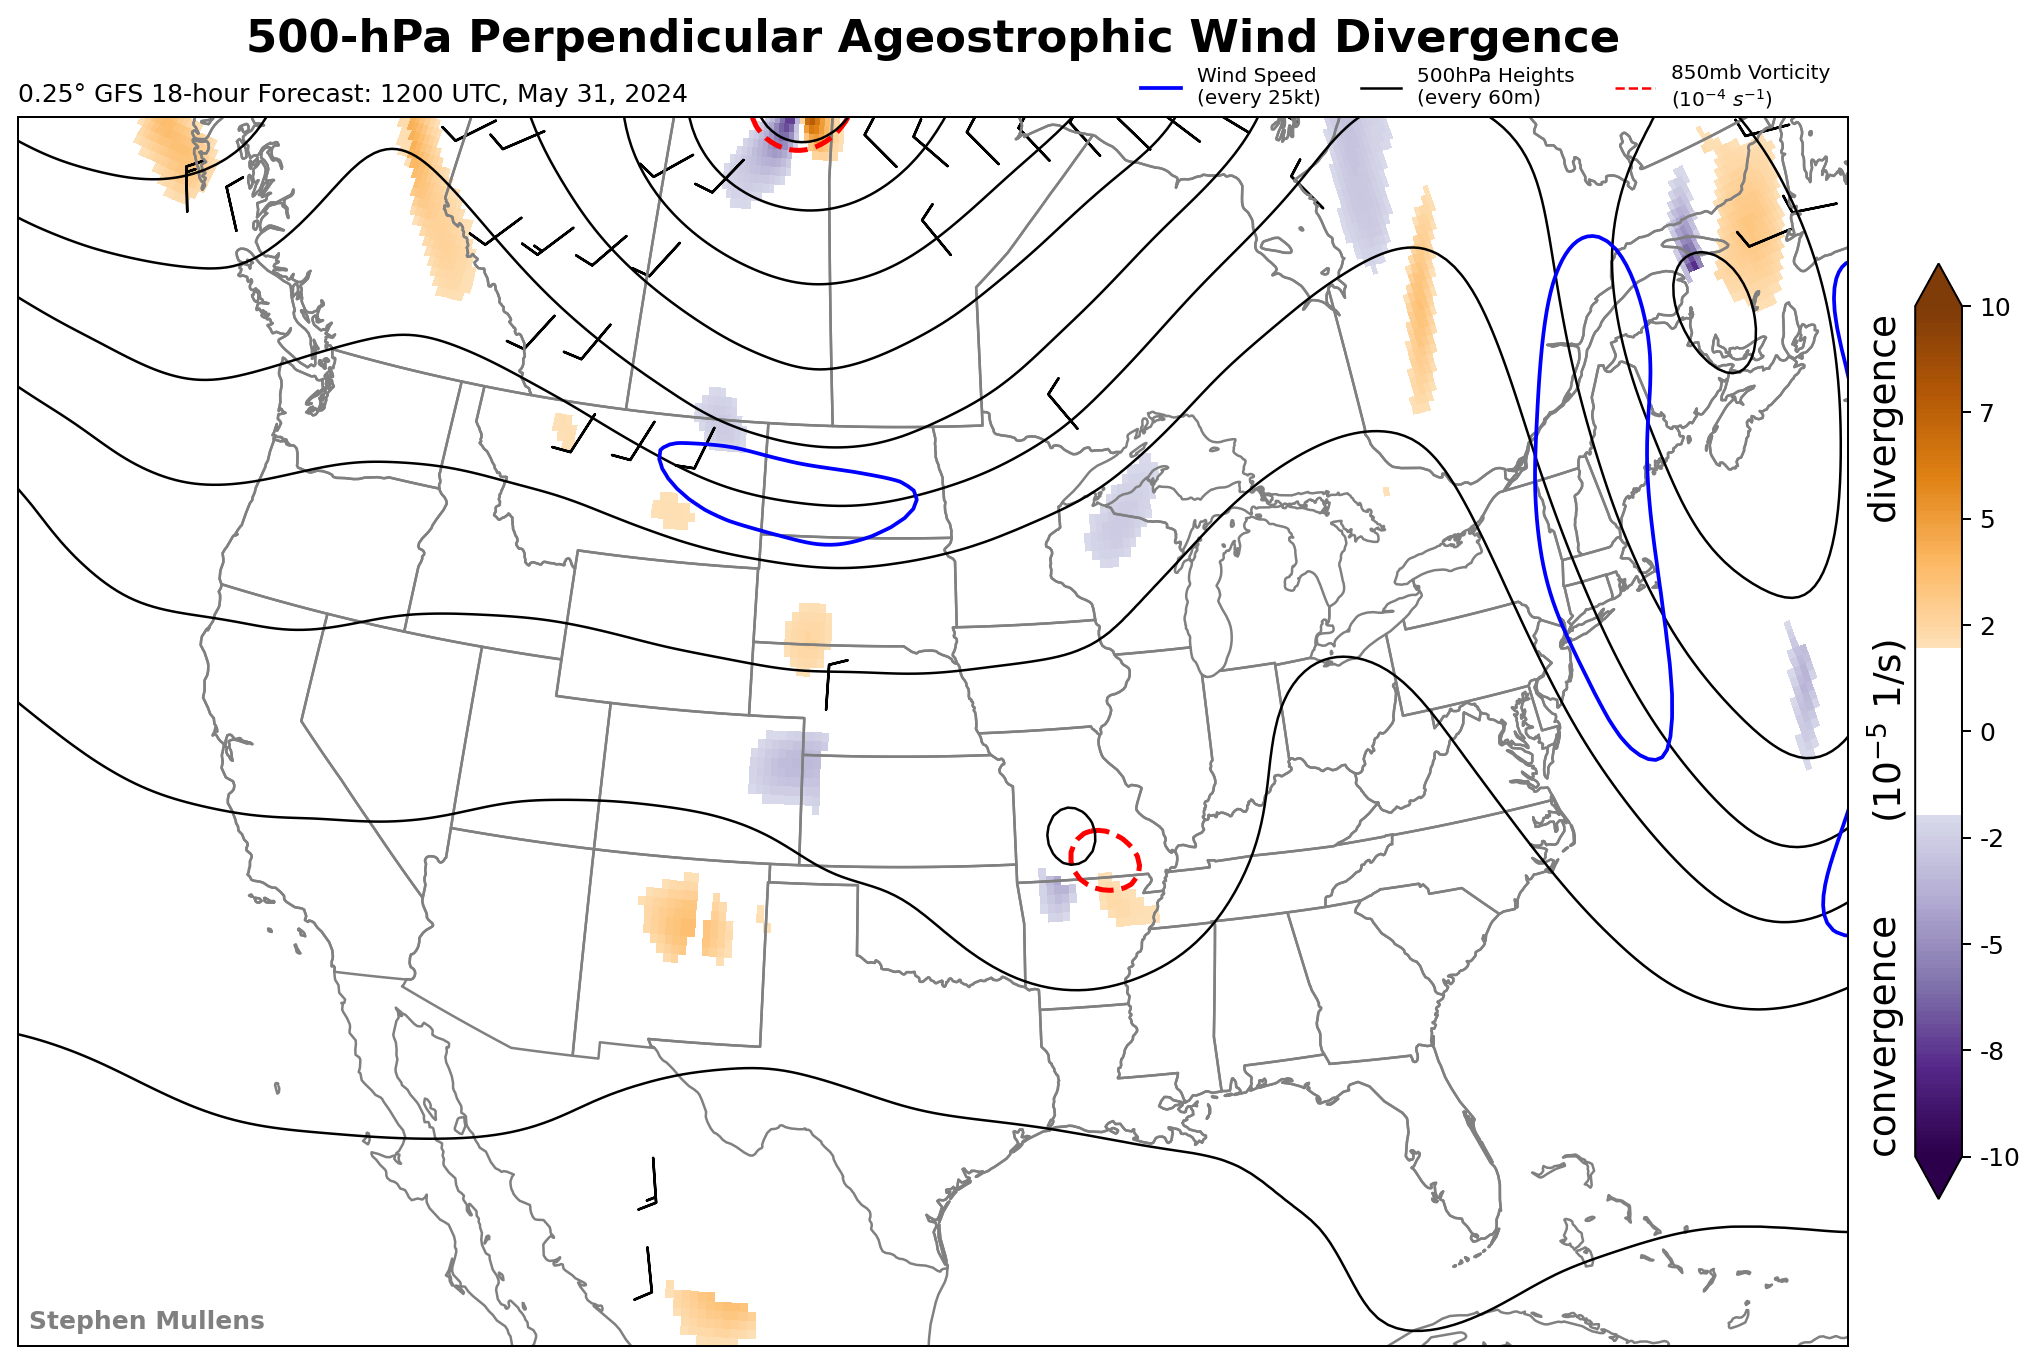 500-hPa Perpendicular Ageostrophic Wind Divergence
0.25° GFS 18-hour Forecast: 1200 UTC, May 31, 2024
Wind Speed
(every 25kt)
500hPa Heights
(every 60m)
850mb Vorticity
(10⁻⁴ s⁻¹)
10
7
5
2
0
-2
-5
-8
-10
convergence (10⁻⁵ 1/s) divergence
Stephen Mullens